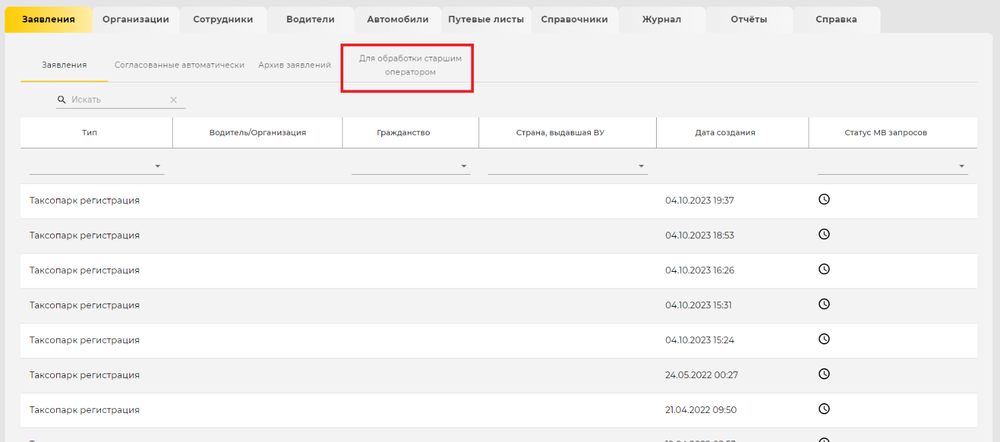 Заявления Организации Сотрудники Водители Автомобили Путевые листы Справочники Журнал Отчёты Справка
Заявления Согласованные автоматически Архив заявлений Для обработки старшим
оператором
Искать
Тип Водитель/Организация Гражданство Страна, выдавшая ВУ Дата создания Статус МВ запросов
Таксопарк регистрация 04.10.2023 19:37
Таксопарк регистрация 04.10.2023 18:53
Таксопарк регистрация 04.10.2023 16:26
Таксопарк регистрация 04.10.2023 15:31
Таксопарк регистрация 04.10.2023 15:24
Таксопарк регистрация 24.05.2022 00:27
Таксопарк регистрация 21.04.2022 09:50